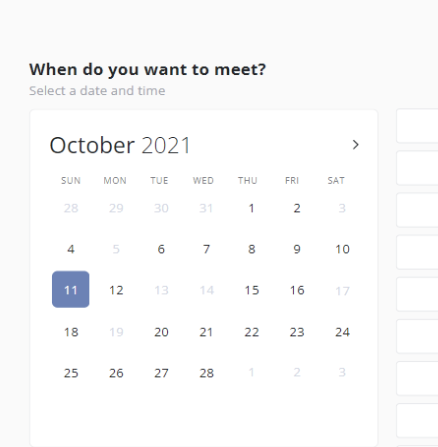 When do you want to meet?
Select a date and time
October 2021
SUN MON TUE WED THU FRI SAT
28 29 30 31 1 2 3
4 5 6 7 8 9 10
11 12 13 14 15 16 17
18 19 20 21 22 23 24
25 26 27 28 1 2 3